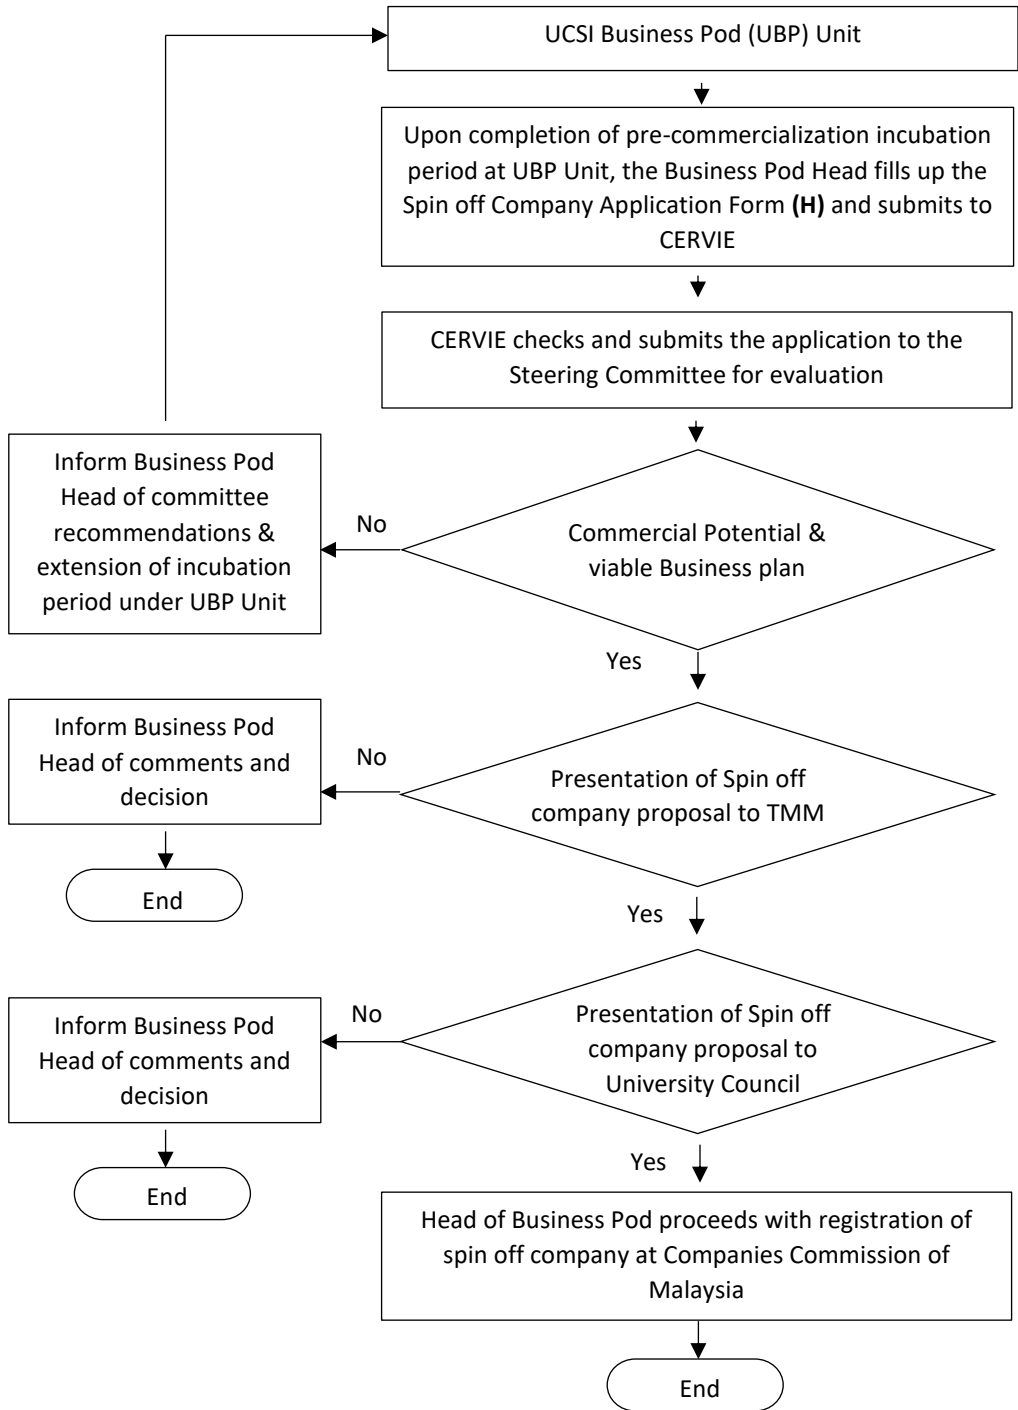 UCSI Business Pod (UBP) Unit
Upon completion of pre-commercialization incubation
period at UBP Unit, the Business Pod Head fills up the
Spin off Company Application Form (H) and submits to
CERVIE
CERVIE checks and submits the application to the
Steering Committee for evaluation
Commercial Potential &
viable Business plan
No
Inform Business Pod
Head of committee
recommendations &
extension of incubation
period under UBP Unit
Yes
Presentation of Spin off
company proposal to TMM
No
Inform Business Pod
Head of comments and
decision
End
Yes
Presentation of Spin off
company proposal to
University Council
No
Inform Business Pod
Head of comments and
decision
End
Yes
Head of Business Pod proceeds with registration of
spin off company at Companies Commission of
Malaysia
End